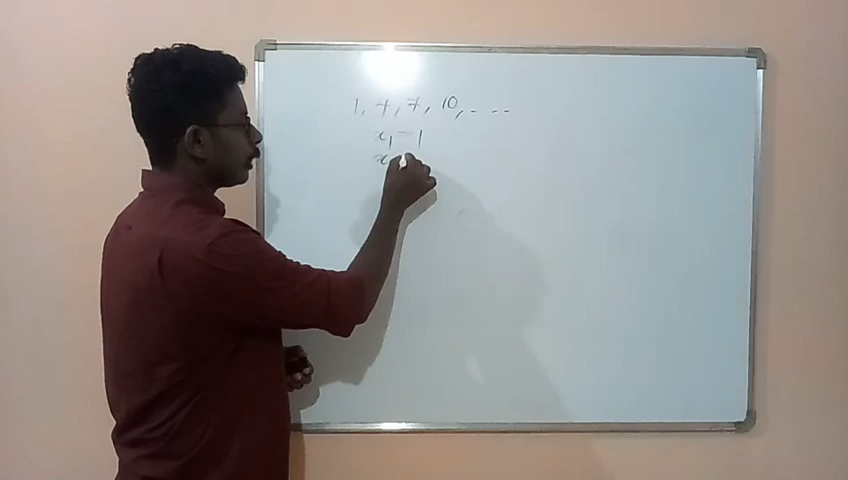 1, 4, 7, 10, - - -
x₁ = 1
x